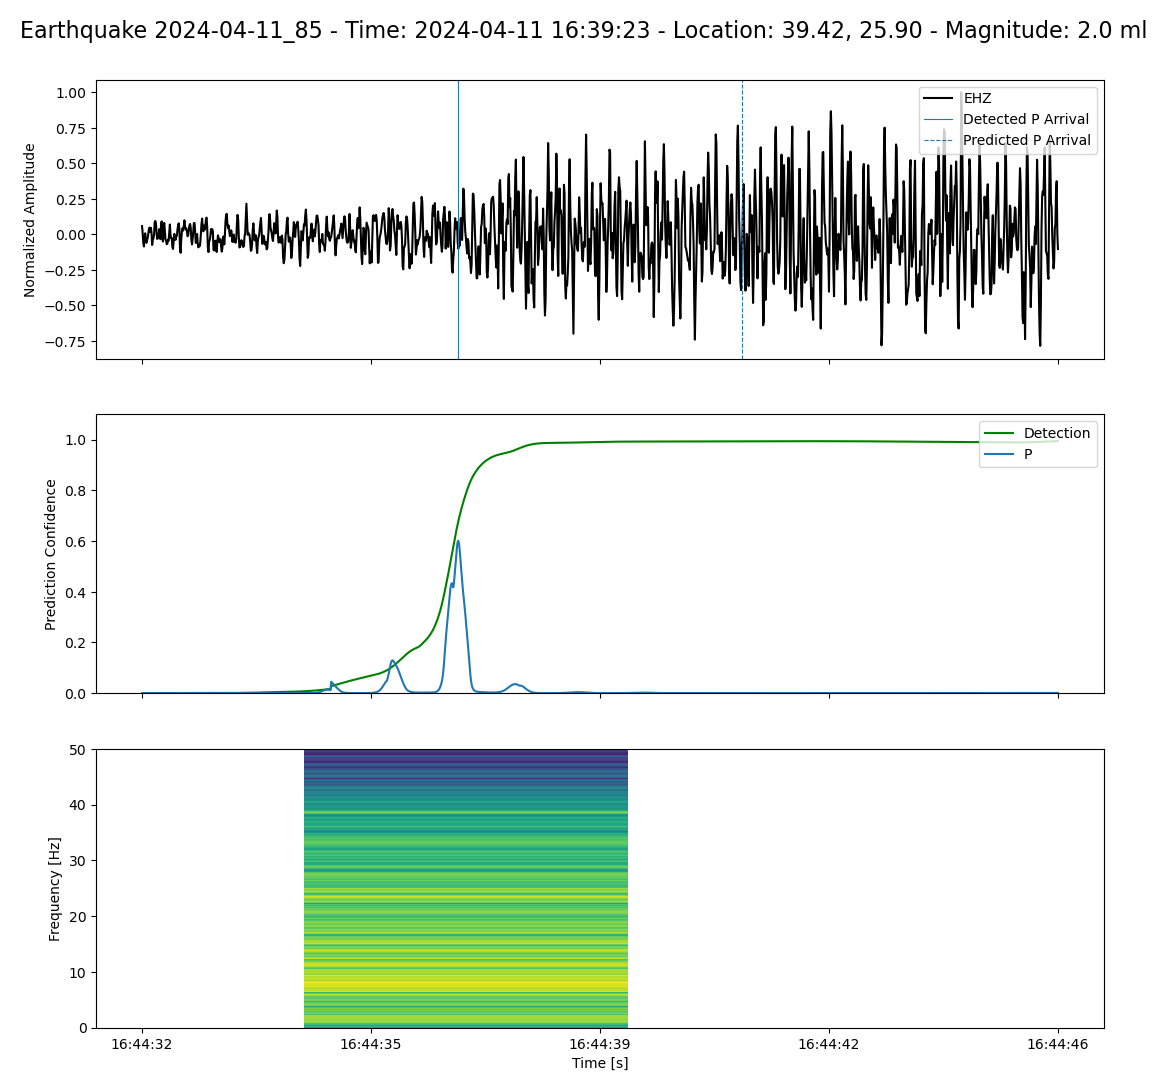 Earthquake 2024-04-11_85 - Time: 2024-04-11 16:39:23 - Location: 39.42, 25.90 - Magnitude: 2.0 ml
EHZ
Detected P Arrival
Predicted P Arrival
Normalized Amplitude
1.00
0.75
0.50
0.25
0.00
−0.25
−0.50
−0.75
Detection
P
Prediction Confidence
1.0
0.8
0.6
0.4
0.2
0.0
Frequency [Hz]
50
40
30
20
10
0
16:44:32 16:44:35 16:44:39 16:44:42 16:44:46
Time [s]